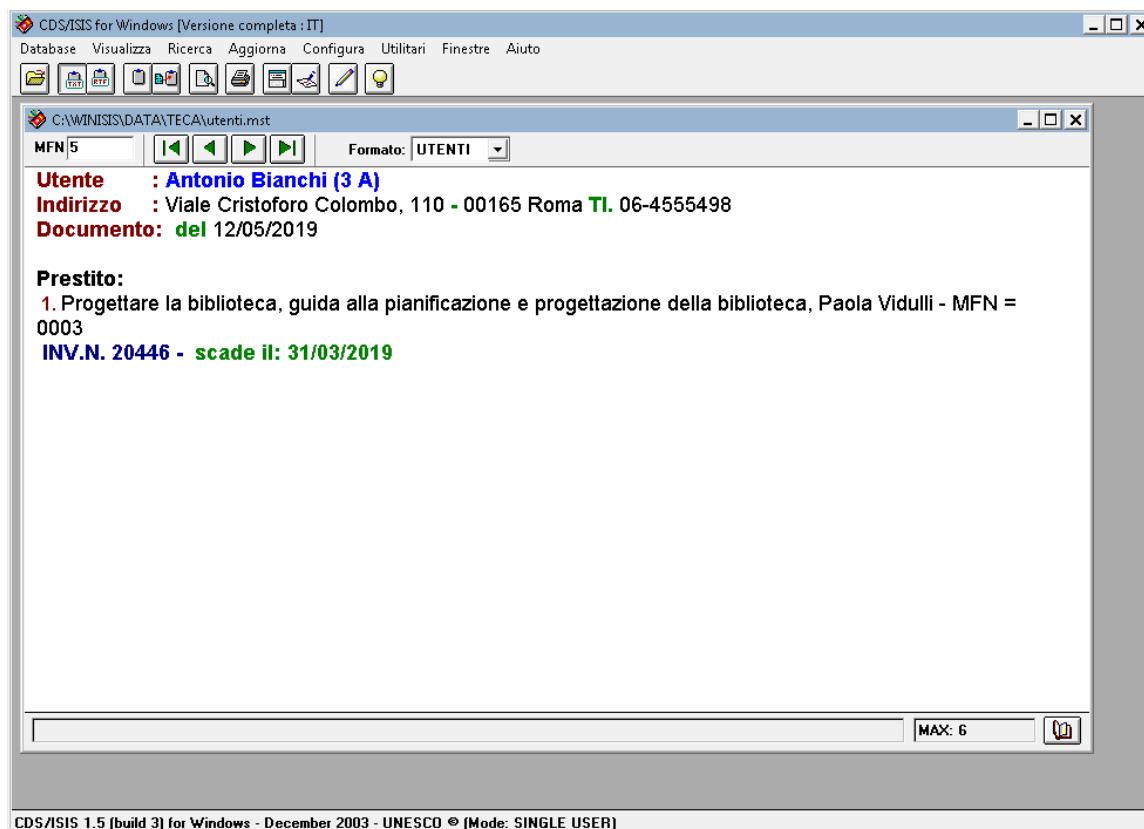 CDS/ISIS for Windows [Versione completa : IT]
Database Visualizza Ricerca Aggiorna Configura Utilitari Finestre Aiuto
TXT RTF
C:\WINISIS\DATA\TECA\utenti.mst
MFN 5 Formato: UTENTI
Utente : Antonio Bianchi (3 A)
Indirizzo : Viale Cristoforo Colombo, 110 - 00165 Roma Tl. 06-4555498
Documento: del 12/05/2019
Prestito:
1. Progettare la biblioteca, guida alla pianificazione e progettazione della biblioteca, Paola Vidulli - MFN =
0003
INV.N. 20446 - scade il: 31/03/2019
MAX: 6
CDS/ISIS 1.5 (build 3) for Windows - December 2003 - UNESCO © (Mode: SINGLE USER)